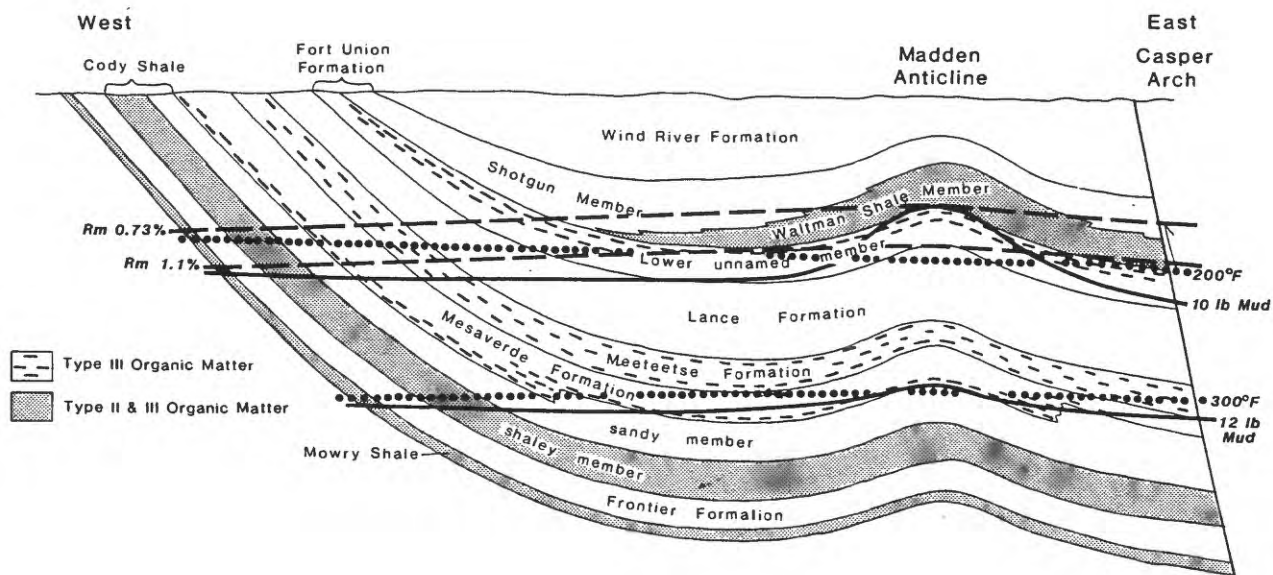 West
East
Cody Shale
Fort Union
Formation
Madden
Anticline
Casper
Arch
Wind River Formation
Shotgun
Member
Waltman Shale Member
Rm 0.73%
Rm 1.1%
Lower unnamed member
200°F
10 lb Mud
Lance Formation
Mesaverde Formation
Meeteetse Formation
Type III Organic Matter
Type II & III Organic Matter
300°F
12 lb
Mud
sandy member
shaley member
Mowry Shale
Frontier Formation